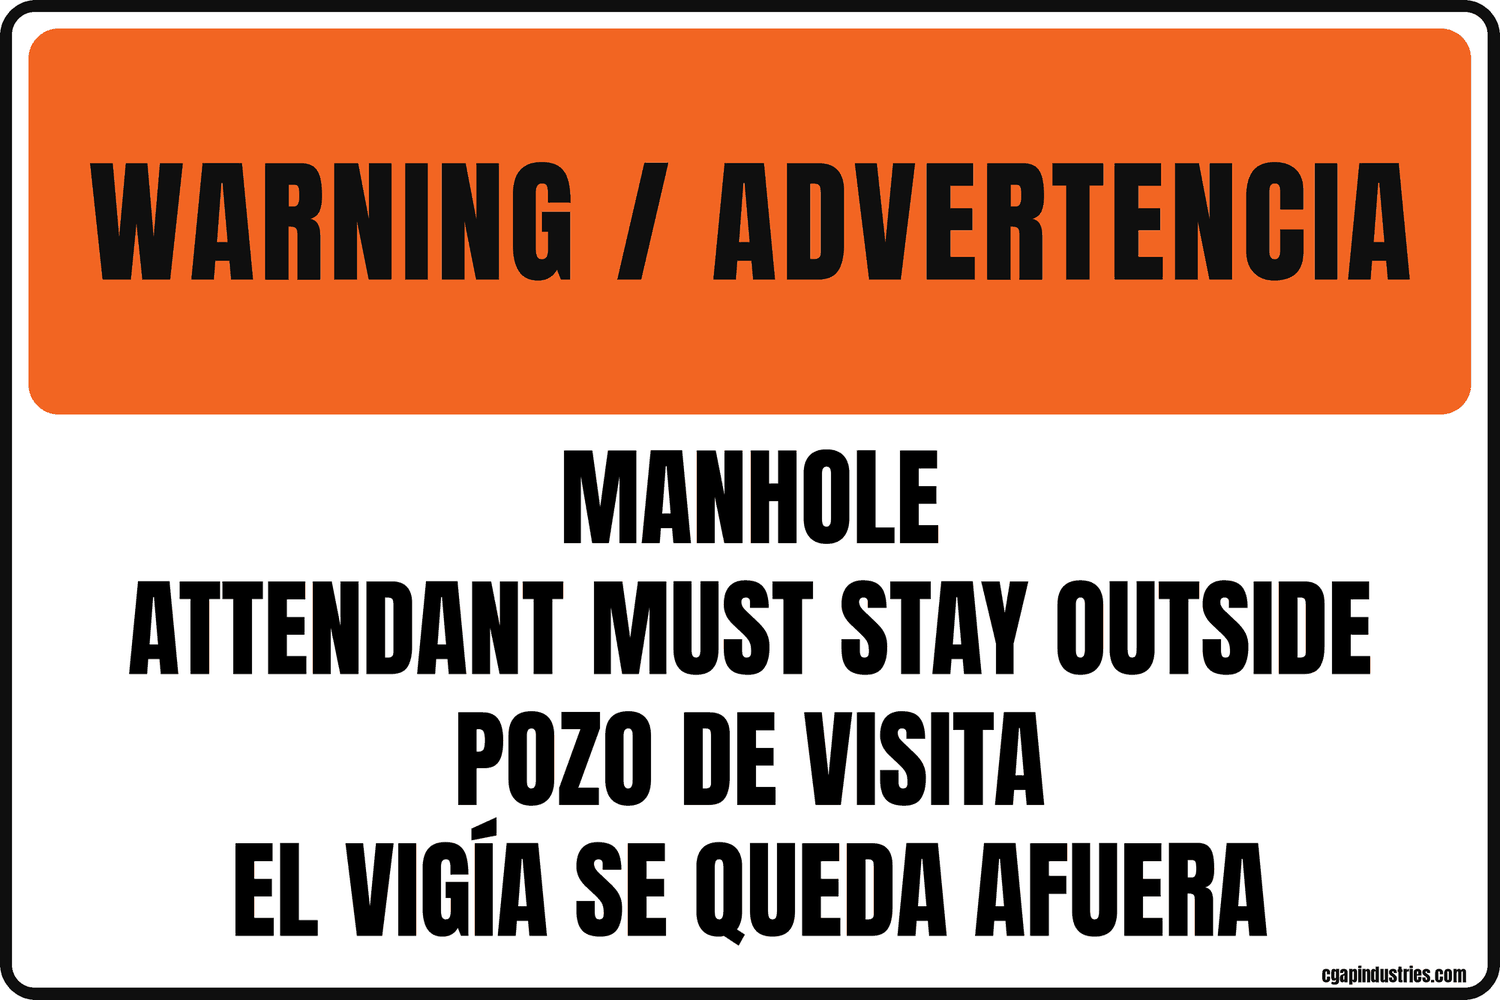 WARNING / ADVERTENCIA
MANHOLE
ATTENDANT MUST STAY OUTSIDE
POZO DE VISITA
EL VIGÍA SE QUEDA AFUERA
cgapindustries.com